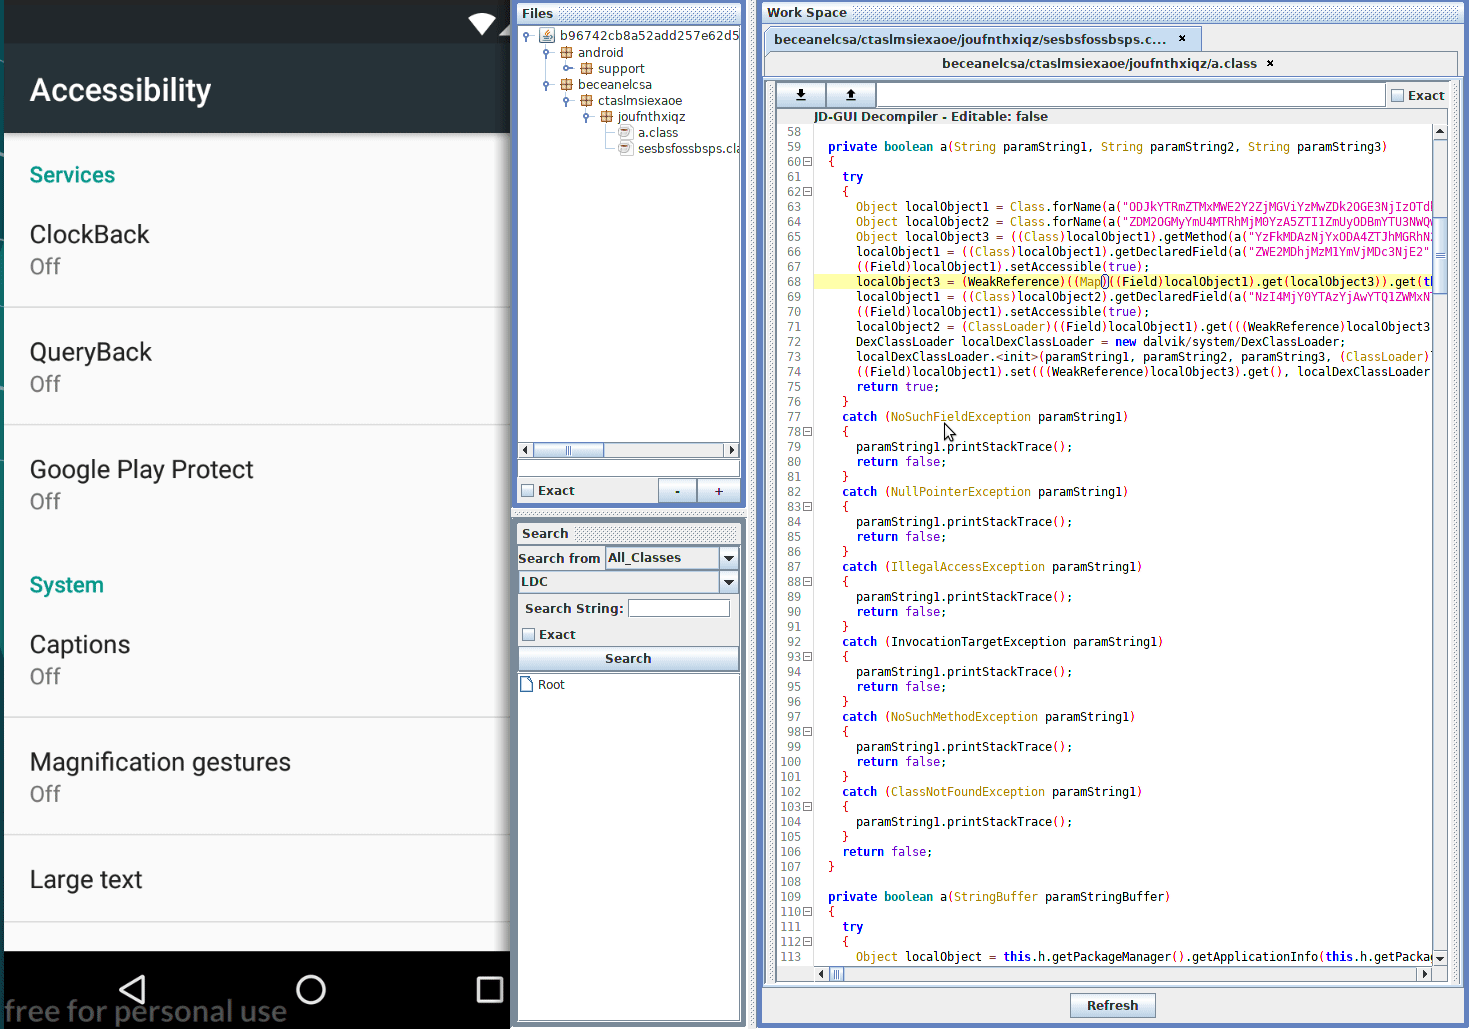 Accessibility
Services
ClockBack
Off
QueryBack
Off
Google Play Protect
Off
System
Captions
Off
Magnification gestures
Off
Large text
free for personal use
Files
b96742cb8a52add257e62d5
android
support
beceanelcsa
ctaslmsiexaoe
joufnthxiqz
a.class
sesbsfossbsps.cla
Exact
-
+
Search
Search from
All_Classes
LDC
Search String:
Exact
Search
Root
Work Space
beceanelcsa/ctaslmsiexaoe/joufnthxiqz/sesbsfossbsps.c...
beceanelcsa/ctaslmsiexaoe/joufnthxiqz/a.class
Exact
JD-GUI Decompiler - Editable: false
58
59 private boolean a(String paramString1, String paramString2, String paramString3)
60 {
61 try
62 {
63 Object localObject1 = Class.forName(a("ODJkYTRmZTMxMWE2Y2ZjMGViYzMwZDk2OGE3NjIzOTd
64 Object localObject2 = Class.forName(a("ZDM2OGMyYmU4MTRhMjM0YzA5ZTI1ZmUyODBmYTU3NWQ
65 Object localObject3 = ((Class)localObject1).getMethod(a("YzFkMDAzNjYxODA4ZTJhMGRhN
66 localObject1 = ((Class)localObject1).getDeclaredField(a("ZWE2MDhjMzM1YmVjMDc3NjE2"
67 ((Field)localObject1).setAccessible(true);
68 localObject3 = (WeakReference)((Map)((Field)localObject1).get(localObject3)).get(t
69 localObject1 = ((Class)localObject2).getDeclaredField(a("NzI4MjY0YTAzYjAwYTQ1ZWMxN
70 ((Field)localObject1).setAccessible(true);
71 localObject2 = (ClassLoader)((Field)localObject1).get(((WeakReference)localObject3
72 DexClassLoader localDexClassLoader = new dalvik/system/DexClassLoader;
73 localDexClassLoader.<init>(paramString1, paramString2, paramString3, (ClassLoader)
74 ((Field)localObject1).set(((WeakReference)localObject3).get(), localDexClassLoader
75 return true;
76 }
77 catch (NoSuchFieldException paramString1)
78 {
79 paramString1.printStackTrace();
80 return false;
81 }
82 catch (NullPointerException paramString1)
83 {
84 paramString1.printStackTrace();
85 return false;
86 }
87 catch (IllegalAccessException paramString1)
88 {
89 paramString1.printStackTrace();
90 return false;
91 }
92 catch (InvocationTargetException paramString1)
93 {
94 paramString1.printStackTrace();
95 return false;
96 }
97 catch (NoSuchMethodException paramString1)
98 {
99 paramString1.printStackTrace();
100 return false;
101 }
102 catch (ClassNotFoundException paramString1)
103 {
104 paramString1.printStackTrace();
105 }
106 return false;
107 }
108
109 private boolean a(StringBuffer paramStringBuffer)
110 {
111 try
112 {
113 Object localObject = this.h.getPackageManager().getApplicationInfo(this.h.getPacka
Refresh